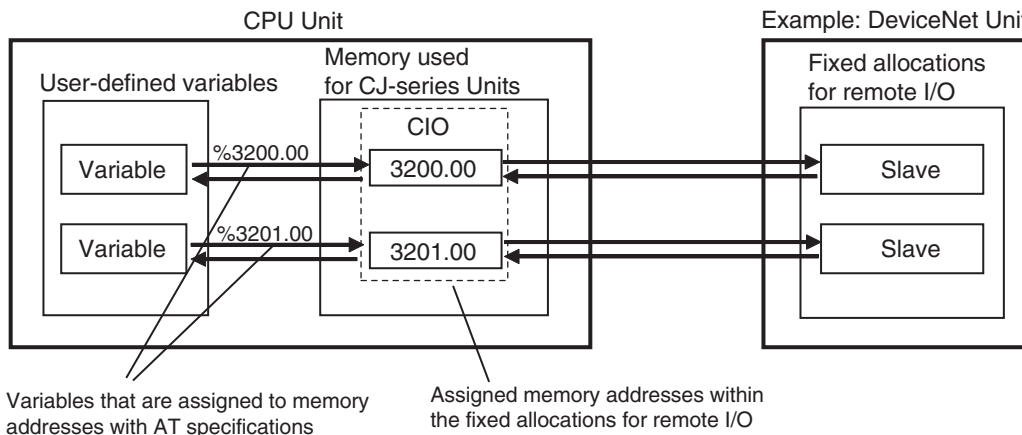 CPU Unit
Example: DeviceNet Unit
User-defined variables
Memory used
for CJ-series Units
Fixed allocations
for remote I/O
CIO
Variable
%3200.00
3200.00
Slave
Variable
%3201.00
3201.00
Slave
Variables that are assigned to memory
addresses with AT specifications
Assigned memory addresses within
the fixed allocations for remote I/O